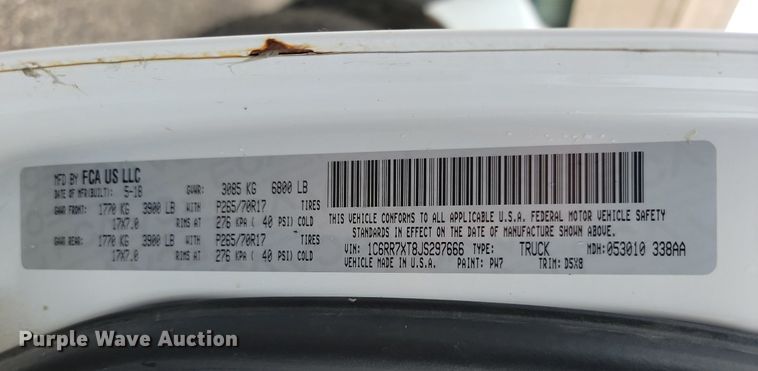 MFD BY FCA US LLC
DATE OF MFR(BUILT): 5-18 GVWR: 3085 KG 6800 LB
GAWR FRONT: 1770 KG 3900 LB WITH P265/70R17 TIRES
17X7.0 RIMS AT 276 KPA ( 40 PSI) COLD
GAWR REAR: 1770 KG 3900 LB WITH P265/70R17 TIRES
17X7.0 RIMS AT 276 KPA ( 40 PSI) COLD
THIS VEHICLE CONFORMS TO ALL APPLICABLE U.S.A. FEDERAL MOTOR VEHICLE SAFETY
STANDARDS IN EFFECT ON THE DATE OF MANUFACTURE SHOWN ABOVE.
VIN: 1C6RR7XT8JS297666 TYPE: TRUCK MDH: 053010 338AA
VEHICLE MADE IN U.S.A. PAINT: PW7 TRIM: D5X8
Purple Wave Auction